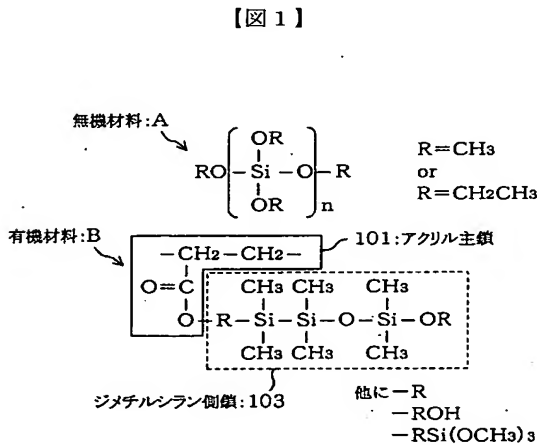 【図1】
無機材料:A
OR
RO Si O R
OR n
R=CH3
or
R=CH2CH3
有機材料:B
101:アクリル主鎖
－CH2－CH2－
O=C CH3 CH3 CH3
O－R－Si－Si－O－Si－OR
CH3 CH3 CH3
ジメチルシラン側鎖:103
他に－R
－ROH
－RSi(OCH3)3